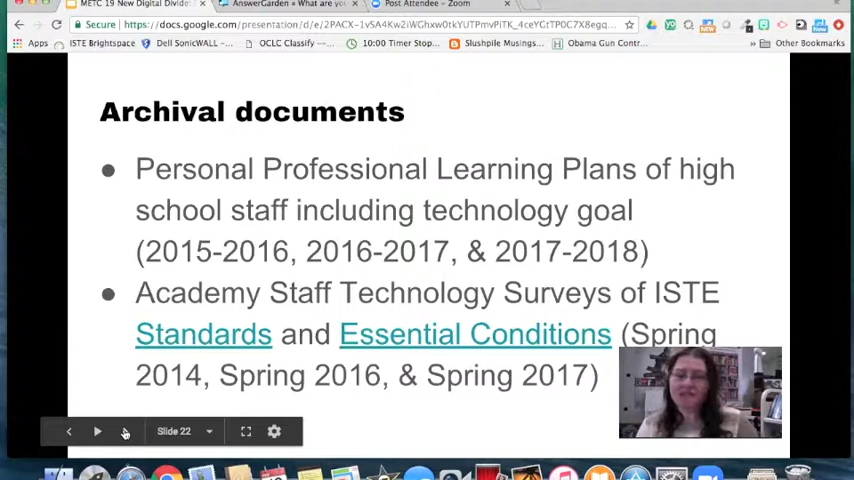 METC 19 New Digital Divide:
AnswerGarden « What are you
Post Attendee - Zoom
https://docs.google.com/presentation/d/e/2PACX-1vSA4Kw2iWGhxw0tkYUTPmvPiTK_4ceYGtTP0C7X8egq...
Apps
ISTE Brightspace
Dell SonicWALL -...
OCLC Classify --...
10:00 Timer Stop...
Slushpile Musings...
Obama Gun Contr...
Other Bookmarks
Archival documents
Personal Professional Learning Plans of high
school staff including technology goal
(2015-2016, 2016-2017, & 2017-2018)
Academy Staff Technology Surveys of ISTE
Standards and Essential Conditions (Spring
2014, Spring 2016, & Spring 2017)
Slide 22